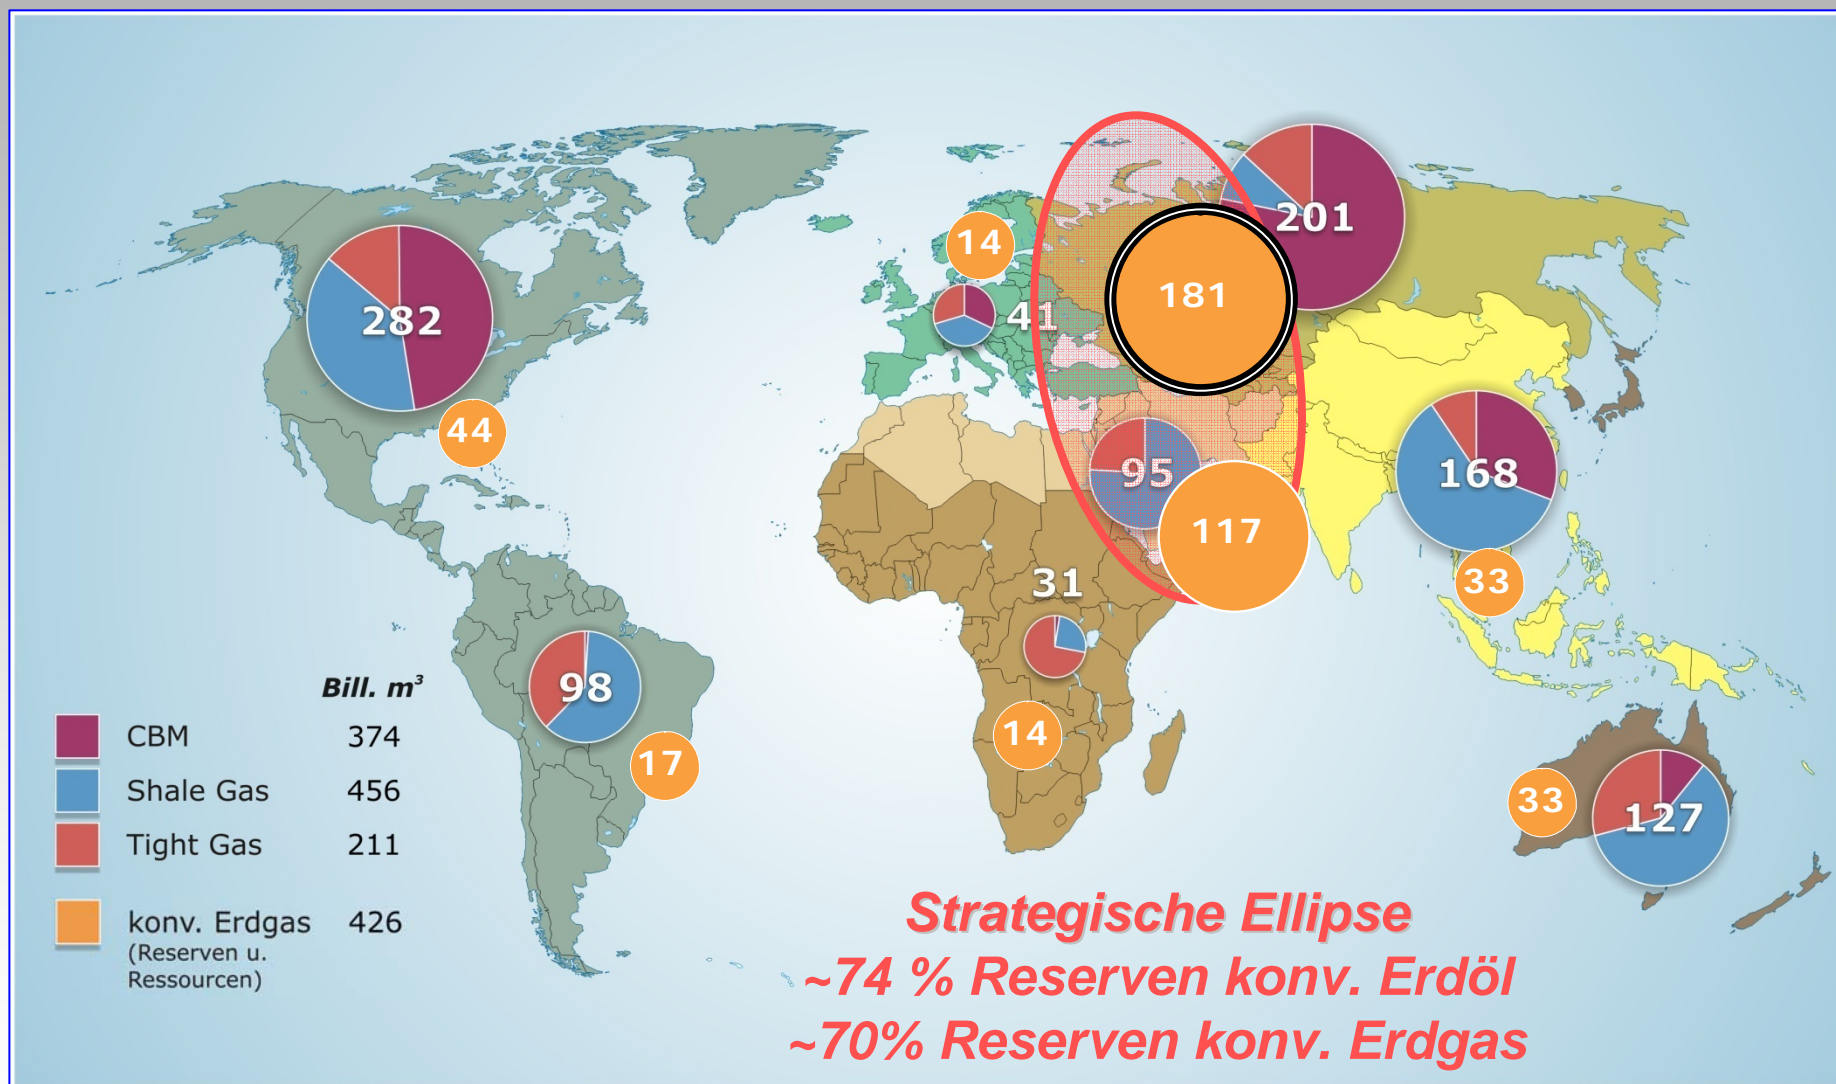 201
14
181
41
282
44
95
168
117
31
33
98
14
17
33
127
Bill. m³
CBM 374
Shale Gas 456
Tight Gas 211
konv. Erdgas 426
(Reserven u.
Ressourcen)
Strategische Ellipse
~74 % Reserven konv. Erdöl
~70% Reserven konv. Erdgas